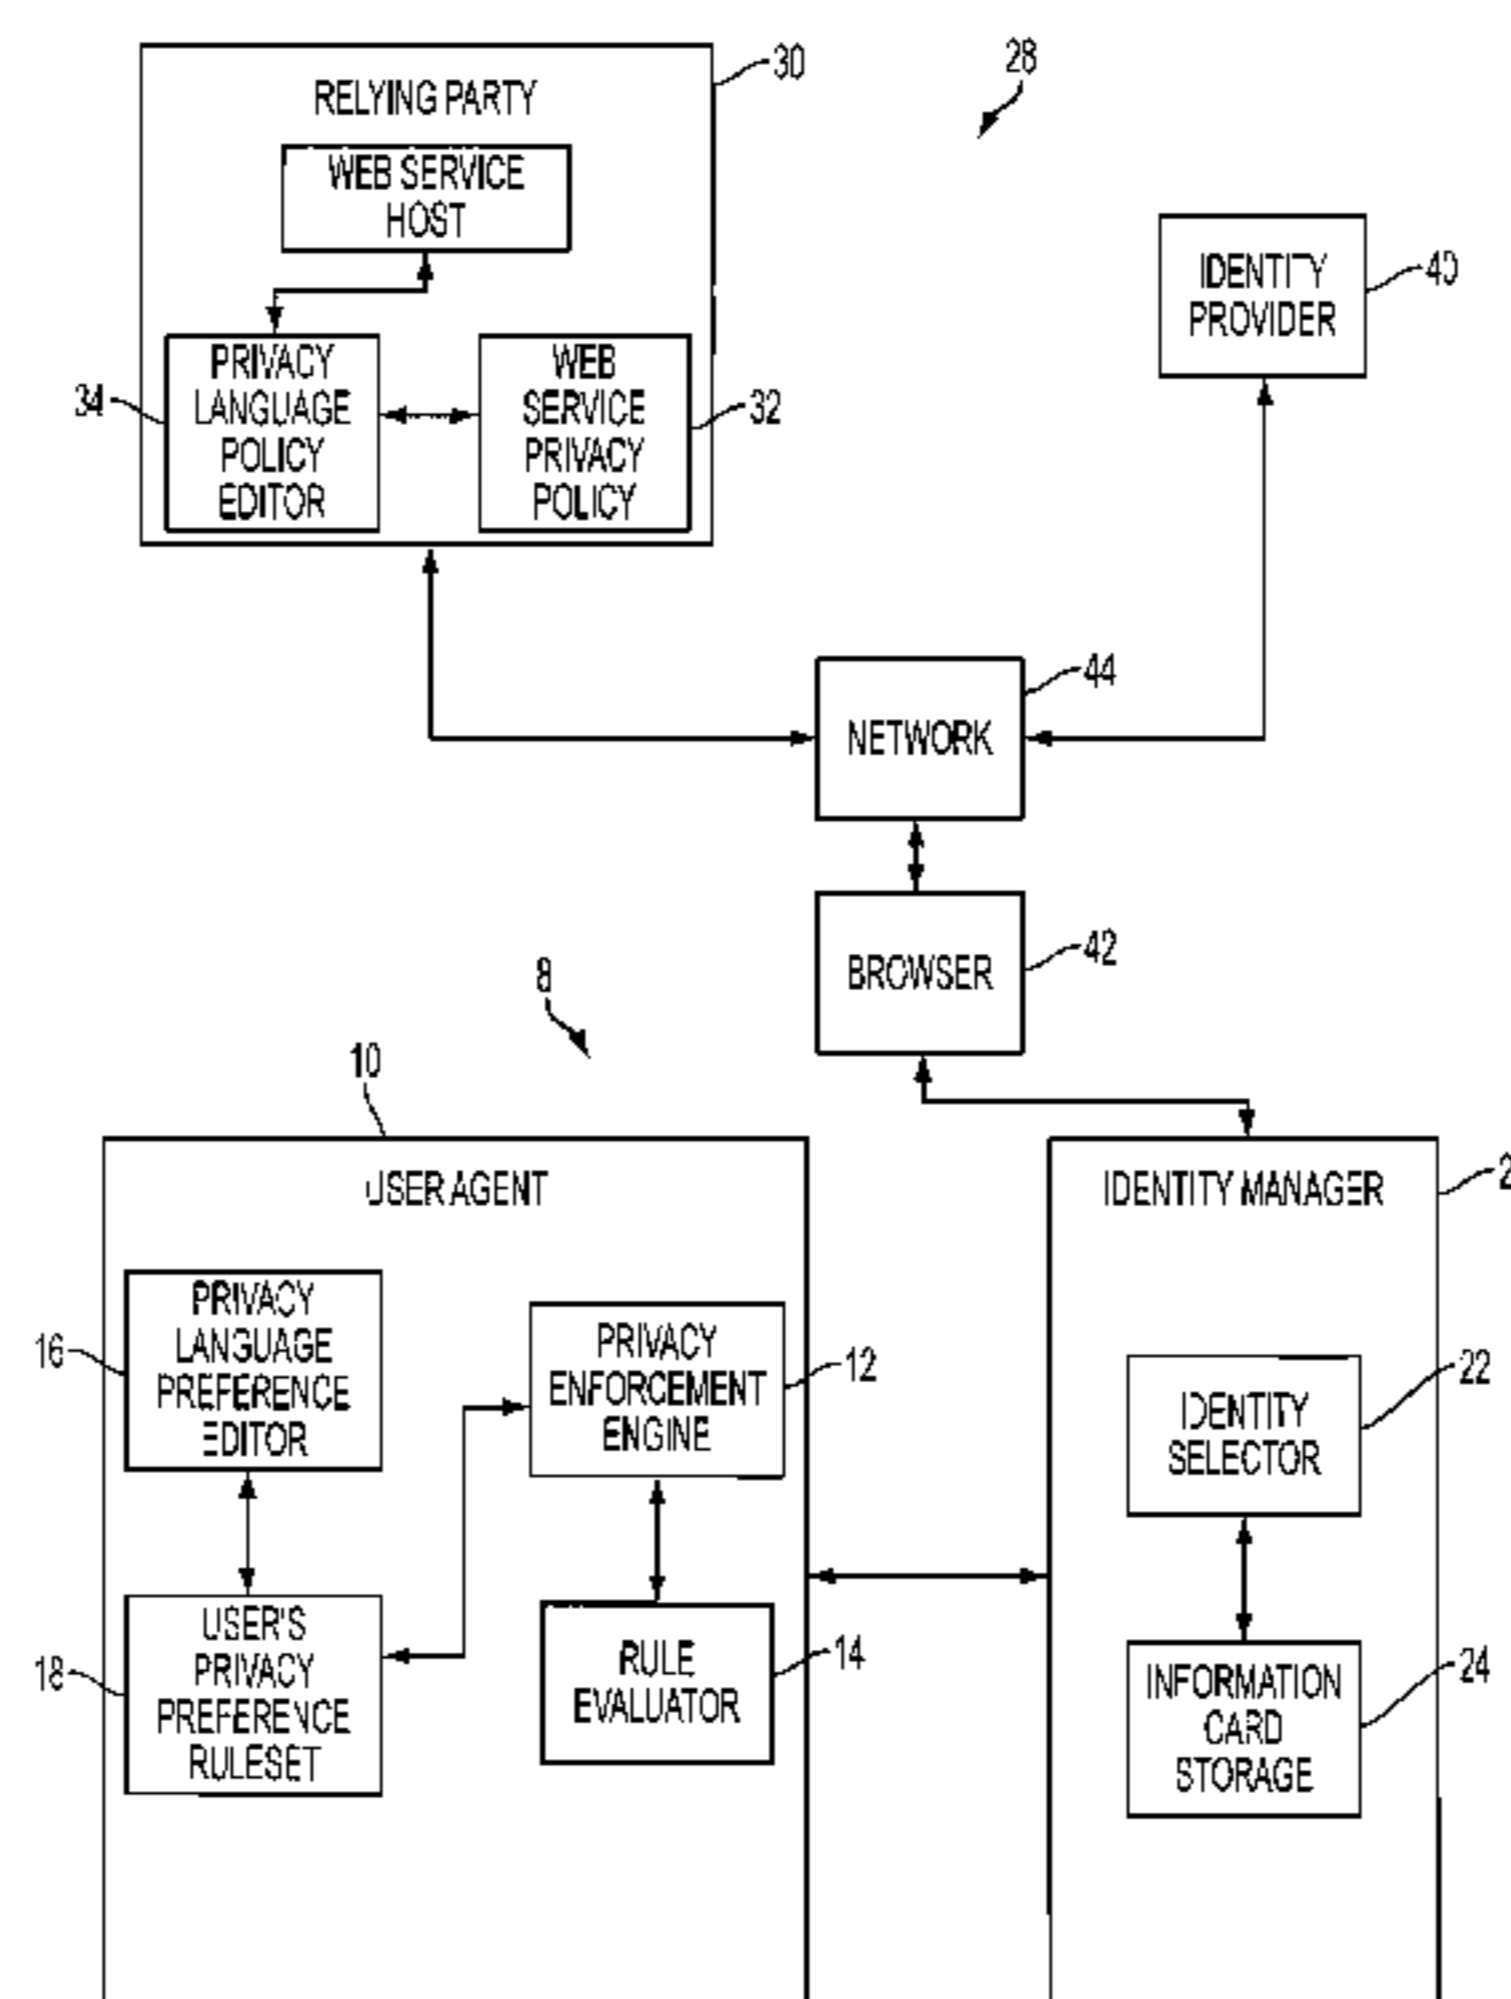 30
28
RELYING PARTY
WEB SERVICE
HOST
IDENTITY
PROVIDER
40
PRIVACY
LANGUAGE
POLICY
EDITOR
34
WEB
SERVICE
PRIVACY
POLICY
32
44
NETWORK
42
BROWSER
8
10
USER AGENT
IDENTITY MANAGER
PRIVACY
LANGUAGE
PREFERENCE
EDITOR
16
PRIVACY
ENFORCEMENT
ENGINE
12
22
IDENTITY
SELECTOR
USER'S
PRIVACY
PREFERENCE
RULESET
18
RULE
EVALUATOR
14
INFORMATION
CARD
STORAGE
24